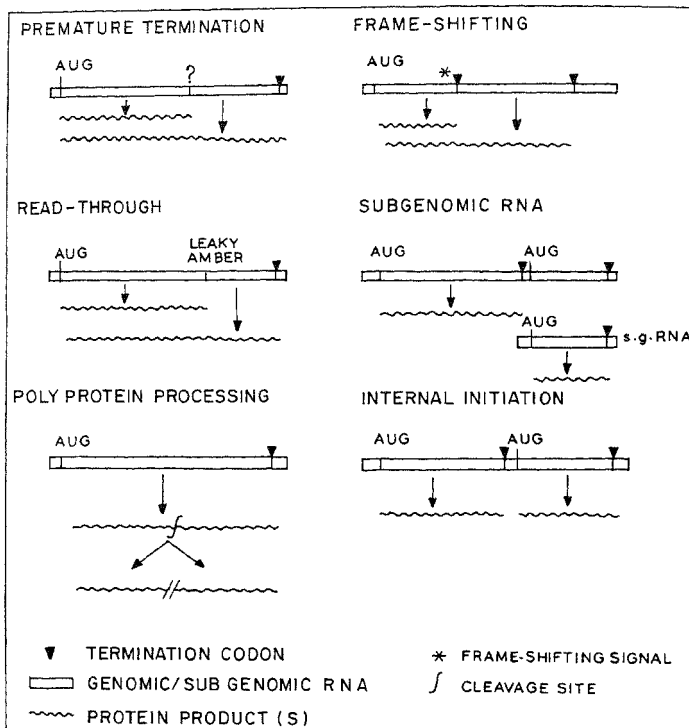 PREMATURE TERMINATION
AUG
?
READ-THROUGH
AUG
LEAKY
AMBER
POLY PROTEIN PROCESSING
AUG
FRAME-SHIFTING
AUG
*
SUBGENOMIC RNA
AUG
AUG
AUG
s.g.RNA
INTERNAL INITIATION
AUG
AUG
TERMINATION CODON
GENOMIC/SUB GENOMIC RNA
PROTEIN PRODUCT (S)
* FRAME-SHIFTING SIGNAL
CLEAVAGE SITE